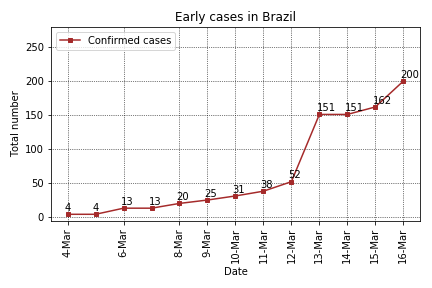 Early cases in Brazil
Confirmed cases
Total number
250
200
150
100
50
0
4
4
13
13
20
25
31
38
52
151
151
162
200
4-Mar
6-Mar
8-Mar
9-Mar
10-Mar
11-Mar
12-Mar
13-Mar
14-Mar
15-Mar
16-Mar
Date